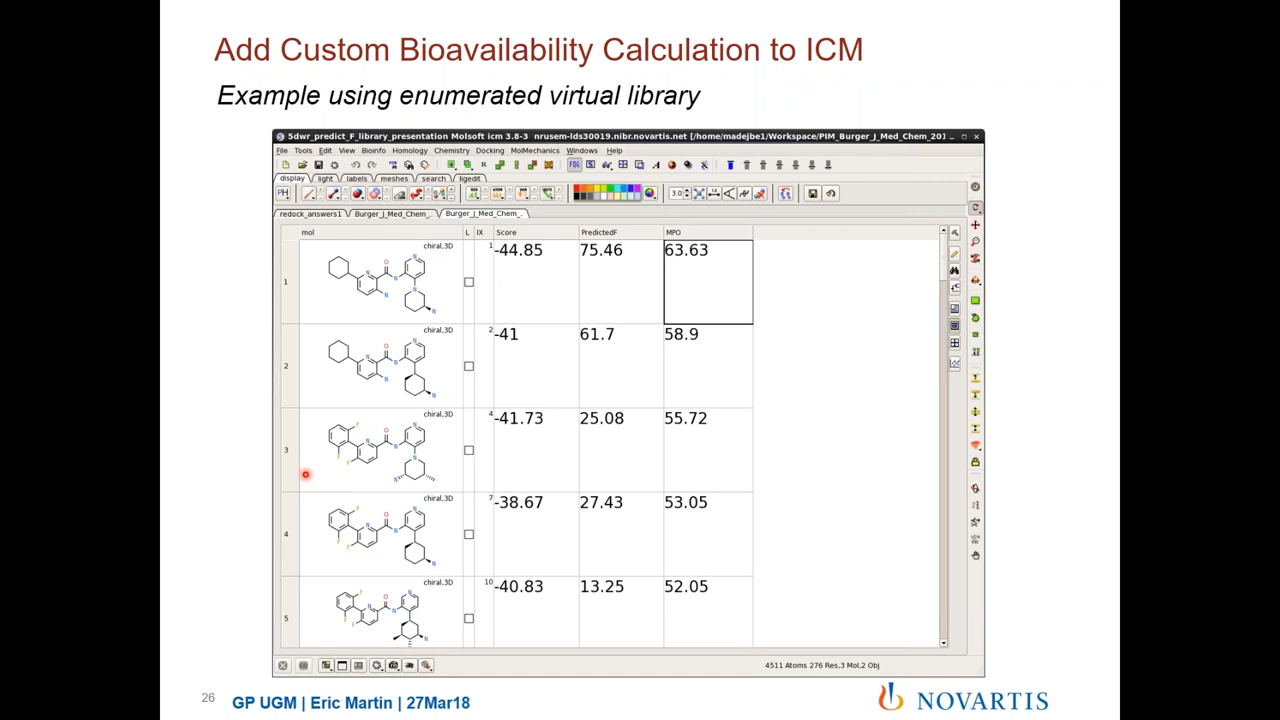 Add Custom Bioavailability Calculation to ICM
Example using enumerated virtual library
5dwr_predict_F_library_presentation Molsoft icm 3.8-3 nrusem-lds30019.nibr.novartis.net [/home/madejbe1/Workspace/PIM_Burger_J_Med_Chem_201
File Tools Edit View Bioinfo Homology Chemistry Docking MolMechanics Windows Help
display light labels meshes search ligedit
3.0
redock_answers1 Burger_J_Med_Chem_.. Burger_J_Med_Chem_
mol L IX Score PredictedF MPO
1 chiral,3D 1 -44.85 75.46 63.63
2 chiral,3D 2 -41 61.7 58.9
3 chiral,3D 4 -41.73 25.08 55.72
4 chiral,3D 7 -38.67 27.43 53.05
5 chiral,3D 10 -40.83 13.25 52.05
4511 Atoms 276 Res,3 Mol,2 Obj
26 GP UGM | Eric Martin | 27Mar18
NOVARTIS